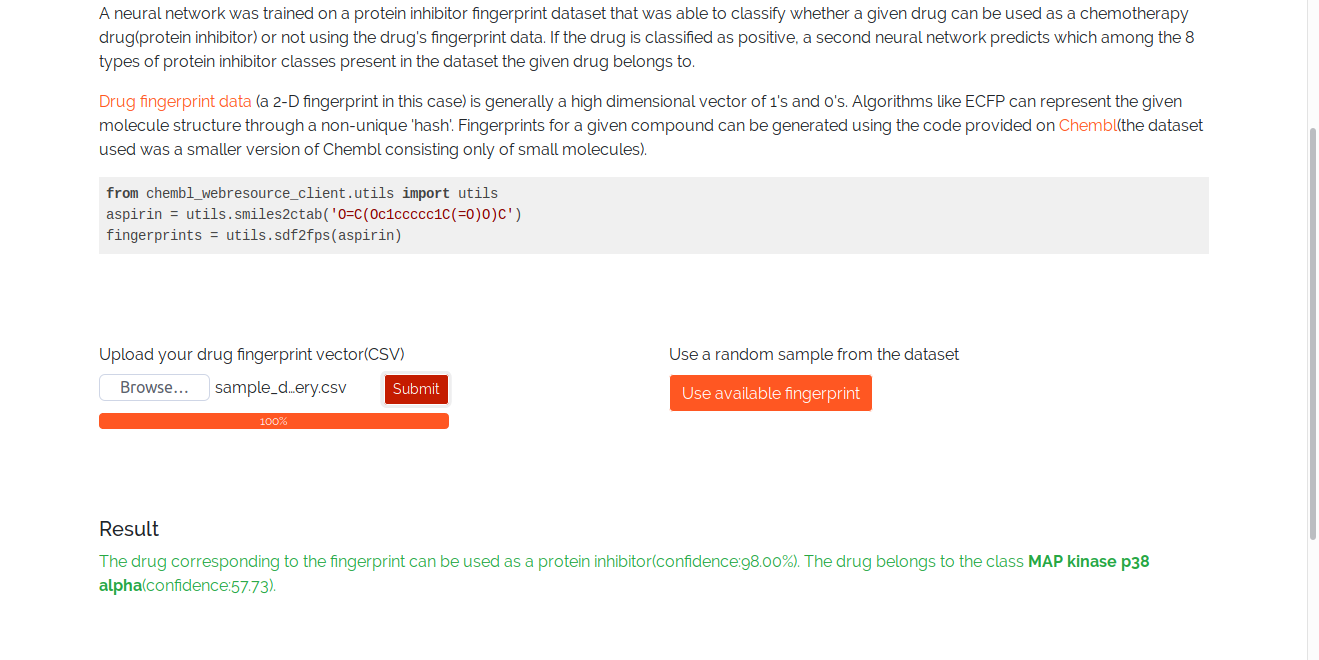 A neural network was trained on a protein inhibitor fingerprint dataset that was able to classify whether a given drug can be used as a chemotherapy
drug(protein inhibitor) or not using the drug's fingerprint data. If the drug is classified as positive, a second neural network predicts which among the 8
types of protein inhibitor classes present in the dataset the given drug belongs to.
Drug fingerprint data (a 2-D fingerprint in this case) is generally a high dimensional vector of 1's and 0's. Algorithms like ECFP can represent the given
molecule structure through a non-unique 'hash'. Fingerprints for a given compound can be generated using the code provided on Chembl(the dataset
used was a smaller version of Chembl consisting only of small molecules).
from chembl_webresource_client.utils import utils
aspirin = utils.smiles2ctab('O=C(Oc1ccccc1C(=O)O)C')
fingerprints = utils.sdf2fps(aspirin)
Upload your drug fingerprint vector(CSV)
Use a random sample from the dataset
Browse... sample_d...ery.csv Submit
Use available fingerprint
100%
Result
The drug corresponding to the fingerprint can be used as a protein inhibitor(confidence:98.00%). The drug belongs to the class MAP kinase p38
alpha(confidence:57.73).